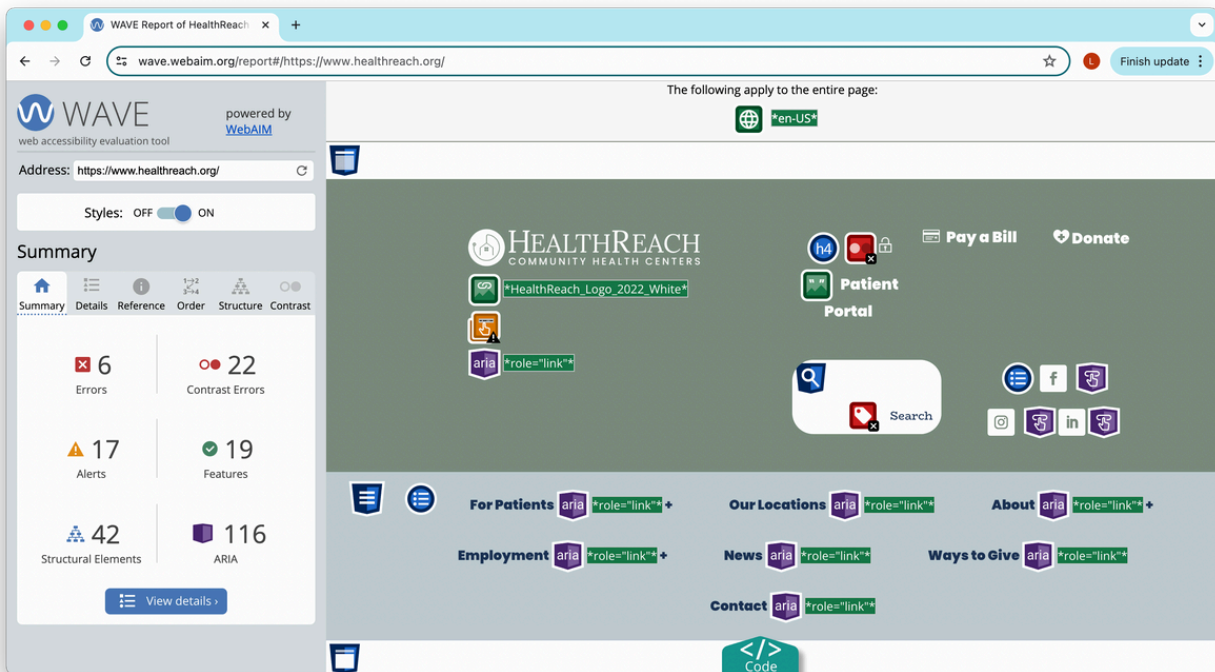 WAVE Report of HealthReach
wave.webaim.org/report#/https://www.healthreach.org/
L
Finish update
WAVE
web accessibility evaluation tool
powered by
WebAIM
Address: https://www.healthreach.org/
Styles: OFF ON
Summary
Summary Details Reference Order Structure Contrast
6
Errors
22
Contrast Errors
17
Alerts
19
Features
42
Structural Elements
116
ARIA
View details ›
The following apply to the entire page:
*en-US*
HEALTHREACH
COMMUNITY HEALTH CENTERS
*HealthReach_Logo_2022_White*
aria *role="link"*
h4
Patient
Portal
Pay a Bill
Donate
Search
f
in
For Patients aria *role="link"* +
Our Locations aria *role="link"*
About aria *role="link"* +
Employment aria *role="link"* +
News aria *role="link"*
Ways to Give aria *role="link"*
Contact aria *role="link"*
</>
Code